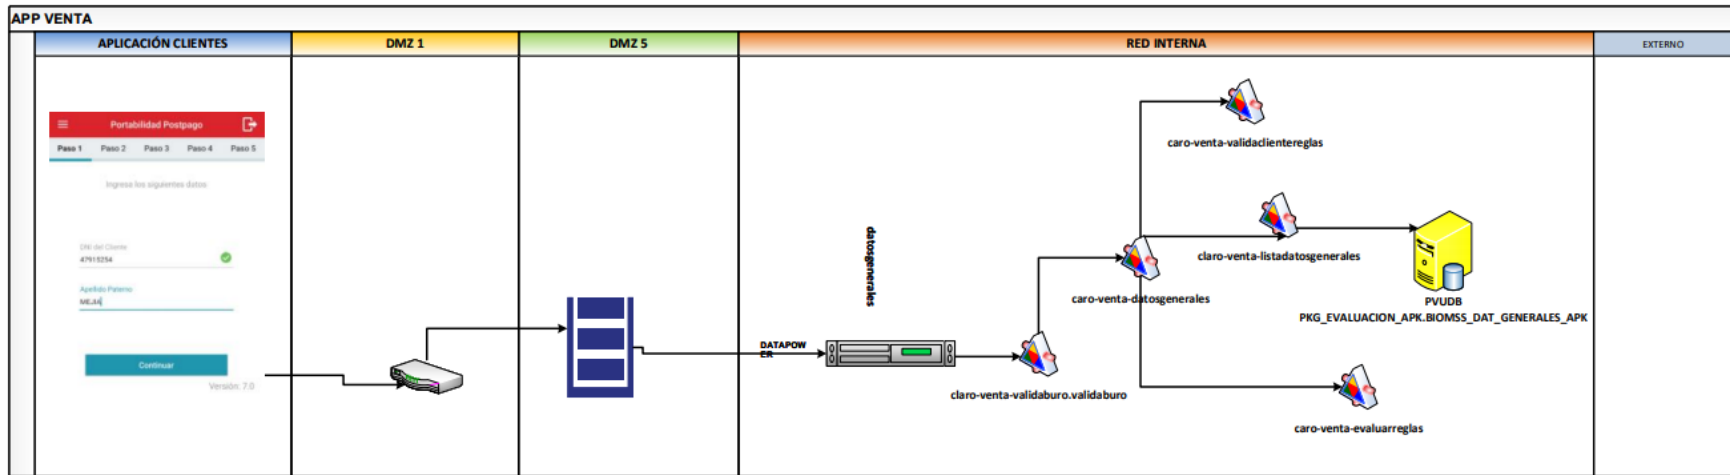 APP VENTA
APLICACIÓN CLIENTES
DMZ 1
DMZ 5
RED INTERNA
EXTERNO
Portabilidad Postpago
Paso 1 Paso 2 Paso 3 Paso 4 Paso 5
Ingresa los siguientes datos
DNI del Cliente
47915254
Apellido Paterno
MEJIA
Continuar
Versión: 7.0
DATAPOW
ER
datosgenerales
claro-venta-validaburo.validaburo
caro-venta-datosgenerales
caro-venta-validaclientereglas
claro-venta-listadatosgenerales
PVUDB
PKG_EVALUACION_APK.BIOMSS_DAT_GENERALES_APK
caro-venta-evaluarreglas